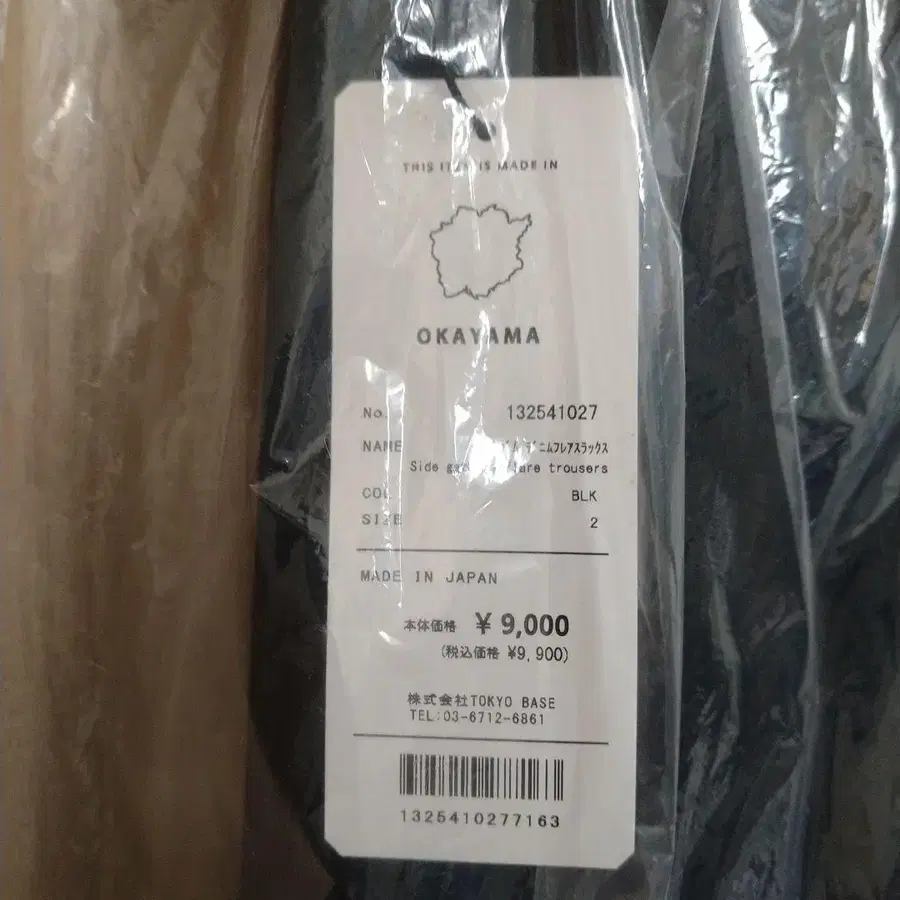 THIS ITEM IS MADE IN
OKAYAMA
No. 132541027
NAME デニムフレアスラックス
Side trousers
COL BLK
SIZE 2
MADE IN JAPAN
本体価格 ¥ 9,000
(税込価格 ¥9,900)
株式会社TOKYO BASE
TEL:03-6712-6861
1325410277163